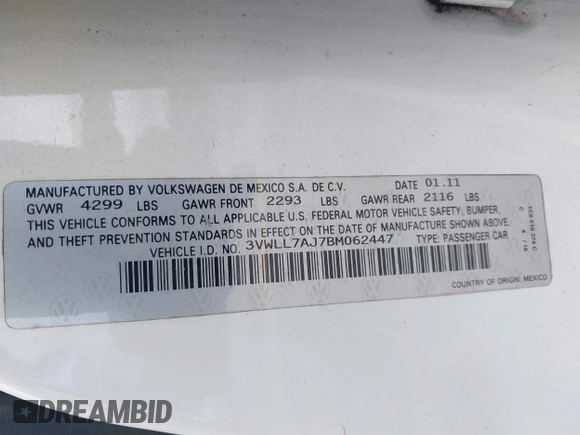 MANUFACTURED BY VOLKSWAGEN DE MEXICO S.A. DE C.V. DATE 01.11
GVWR 4299 LBS GAWR FRONT 2293 LBS GAWR REAR 2116 LBS
THIS VEHICLE CONFORMS TO ALL APPLICABLE U.S. FEDERAL MOTOR VEHICLE SAFETY, BUMPER,
AND THEFT PREVENTION STANDARDS IN EFFECT ON DATE OF MANUFACTURE SHOWN ABOVE.
VEHICLE I.D. NO. 3VWLL7AJ7BM062447 TYPE: PASSENGER CAR
COUNTRY OF ORIGIN: MEXICO
DREAMBID